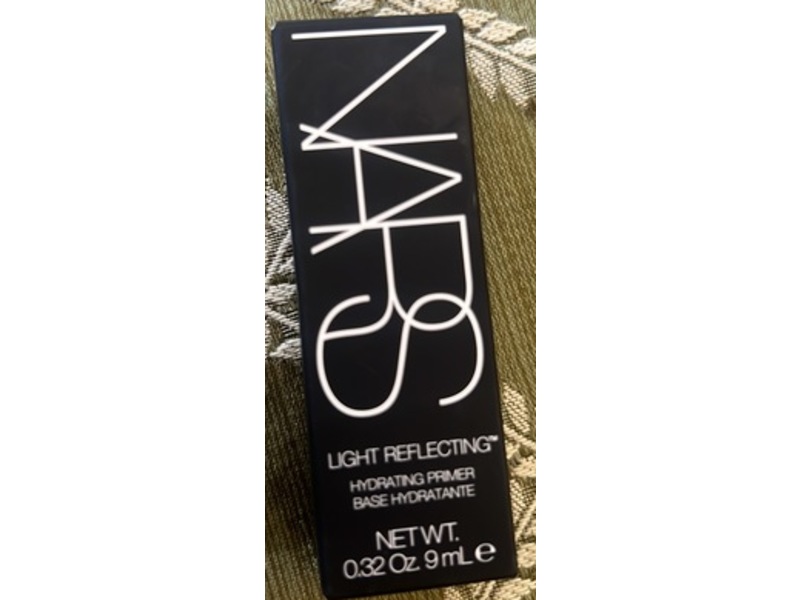 NARS
LIGHT REFLECTING™
HYDRATING PRIMER
BASE HYDRATANTE
NET WT.
0.32 Oz. 9 mL ℮